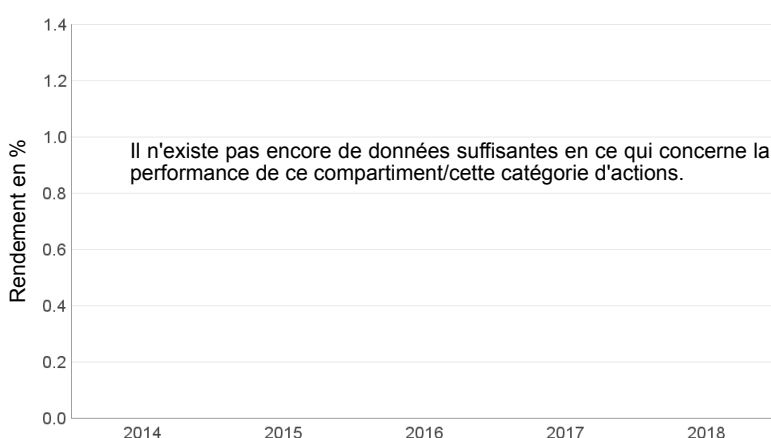 1.4
1.2
1.0
Il n'existe pas encore de données suffisantes en ce qui concerne la
performance de ce compartiment/cette catégorie d'actions.
0.8
0.6
0.4
0.2
0.0
Rendement en %
2014 2015 2016 2017 2018